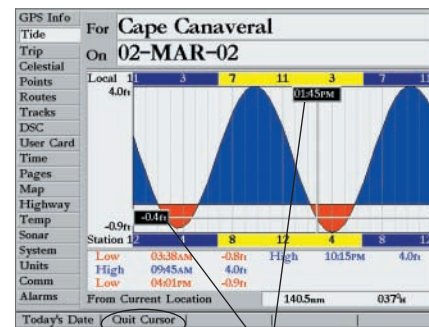 GPS Info
Tide
Trip
Celestial
Points
Routes
Tracks
DSC
User Card
Time
Pages
Map
Highway
Temp
Sonar
System
Units
Comm
Alarms
For Cape Canaveral
On 02-MAR-02
Local 11 3 7 11 3 7 11
4.0ft
01:45PM
-0.4ft
-0.9ft
Station 12 4 8 12 4 8 12
Low 03:38AM -0.8ft High 10:15PM 4.0ft
High 09:45AM 4.0ft
Low 04:01PM -0.9ft
From Current Location 140.5nm 037°M
Today's Date Quit Cursor